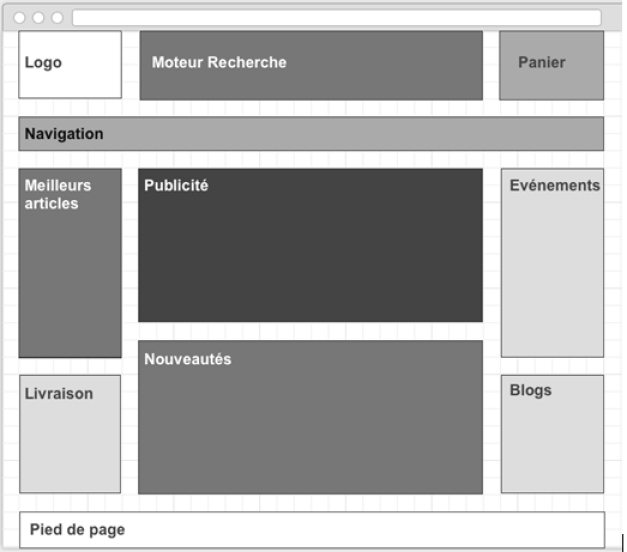 Logo
Moteur Recherche
Panier
Navigation
Meilleurs
articles
Publicité
Evénements
Nouveautés
Livraison
Blogs
Pied de page